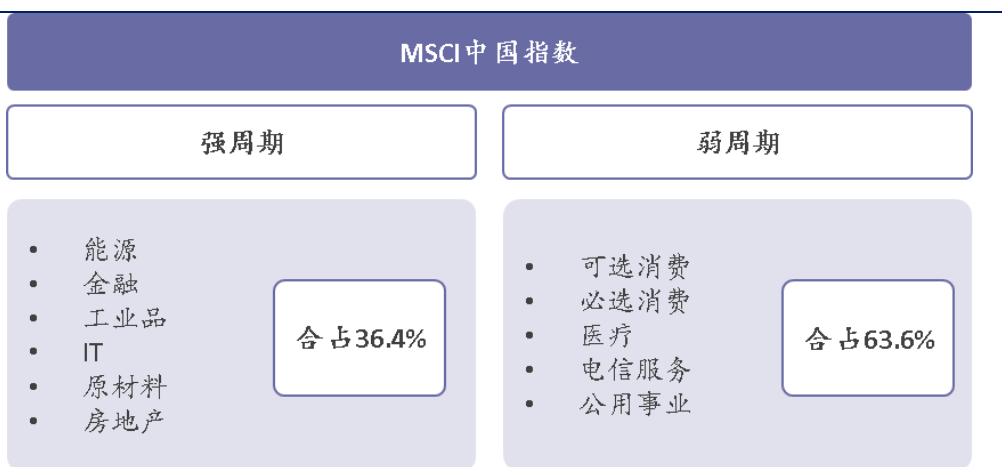 MSCI中国指数
强周期
弱周期
• 能源
• 金融
• 工业品
• IT
• 原材料
• 房地产
合占36.4%
• 可选消费
• 必选消费
• 医疗
• 电信服务
• 公用事业
合占63.6%